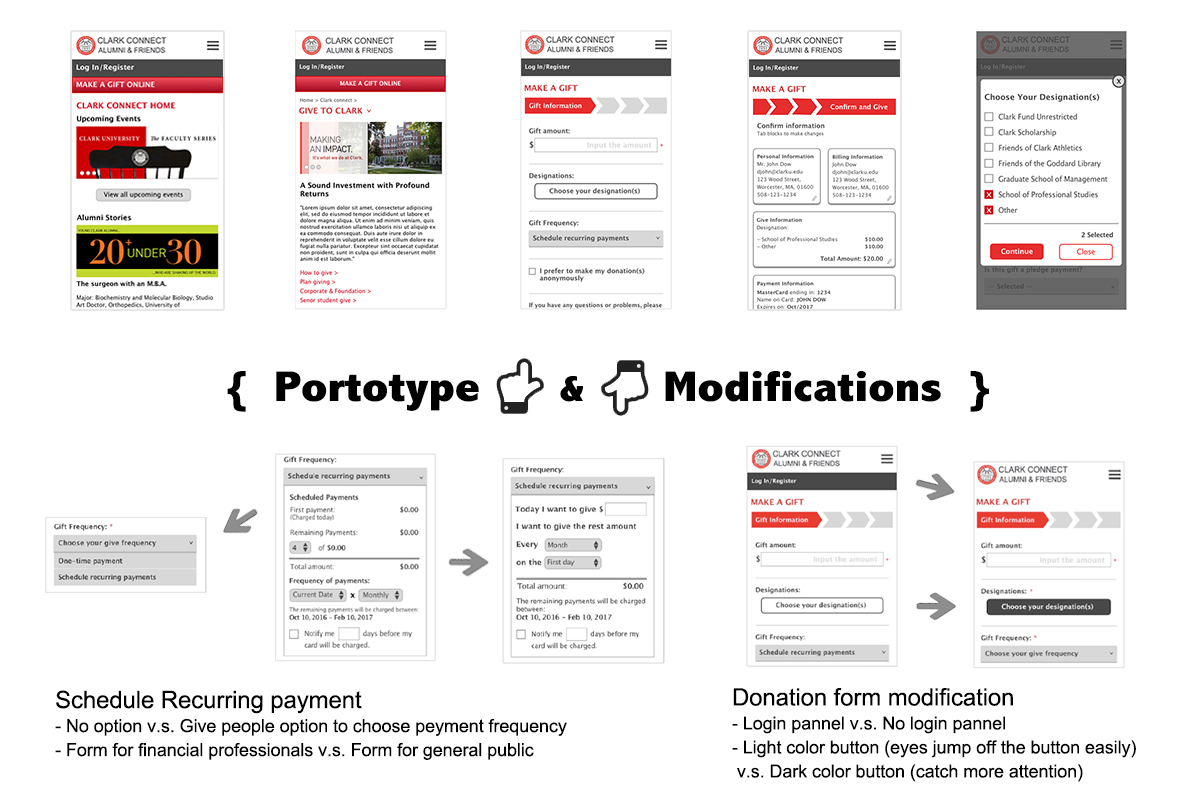 CLARK CONNECT
ALUMNI & FRIENDS
Log In/Register
MAKE A GIFT ONLINE
CLARK CONNECT HOME
Upcoming Events
CLARK UNIVERSITY THE FACULTY SERIES
View all upcoming events
Alumni Stories
YOUNG CLARK ALUMNI...
20+ UNDER 30
...WHO ARE SHAKING UP THE WORLD.
The surgeon with an M.B.A.
Major: Biochemistry and Molecular Biology, Studio
Art Doctor, Orthopedics, University of
CLARK CONNECT
ALUMNI & FRIENDS
Log In/Register
MAKE A GIFT ONLINE
Home > Clark connect >
GIVE TO CLARK
MAKING
AN IMPACT.
It's what we do at Clark.
A Sound Investment with Profound
Returns
"Lorem ipsum dolor sit amet, consectetur adipiscing
elit, sed do eiusmod tempor incididunt ut labore et
dolore magna aliqua. Ut enim ad minim veniam, quis
nostrud exercitation ullamco laboris nisi ut aliquip ex
ea commodo consequat. Duis aute irure dolor in
reprehenderit in voluptate velit esse cillum dolore eu
fugiat nulla pariatur. Excepteur sint occaecat cupidatat
non proident, sunt in culpa qui officia deserunt mollit
anim id est laborum."
How to give >
Plan giving >
Corporate & Foundation >
Senor student give >
CLARK CONNECT
ALUMNI & FRIENDS
Log In/Register
MAKE A GIFT
Gift Information
Gift amount:
$ Input the amount *
Designations:
Choose your designation(s)
Gift Frequency:
Schedule recurring payments
I prefer to make my donation(s)
anonymously
If you have any questions or problems, please
CLARK CONNECT
ALUMNI & FRIENDS
Log In/Register
MAKE A GIFT
Confirm and Give
Confirm information
Tab blocks to make changes
Personal Information
Mr. John Dow
djohn@clarku.edu
123 Wood Street,
Worcester, MA, 01600
508-123-1234
Billing Information
John Dow
djohn@clarku.edu
123 Wood Street,
Worcester, MA, 01600
508-123-1234
Give Information
Designation:
- School of Professional Studies $10.00
- Other $10.00
Total Amount: $20.00
Payment Information
MasterCard ending in: 1234
Name on Card: JOHN DOW
Expires on: Oct/2017
CLARK CONNECT
ALUMNI & FRIENDS
Log In/Register
X
Choose Your Designation(s)
Clark Fund Unrestricted
Clark Scholarship
Friends of Clark Athletics
Friends of the Goddard Library
Graduate School of Management
X School of Professional Studies
X Other
2 Selected
Continue Close
Is this gift a pledge payment?
-- Selected --
{ Portotype & Modifications }
Gift Frequency: *
Choose your give frequency
One-time payment
Schedule recurring payments
Gift Frequency:
Schedule recurring payments
Scheduled Payments
First payment: $0.00
(Charged today)
Remaining Payments: $0.00
4 of $0.00
Total amount: $0.00
Frequency of payments:
Current Date x Monthly
The remaining payments will be charged between:
Oct 10, 2016 - Feb 10, 2017
Notify me days before my
card will be charged.
Gift Frequency:
Schedule recurring payments
Today I want to give $
I want to give the rest amount
Every Month
on the First day
Total amount: $0.00
The remaining payments will be charged
between:
Oct 10, 2016 - Feb 10, 2017
Notify me days before my
card will be charged.
CLARK CONNECT
ALUMNI & FRIENDS
Log In/Register
MAKE A GIFT
Gift Information
Gift amount:
$ Input the amount *
Designations:
Choose your designation(s)
Gift Frequency:
Schedule recurring payments
CLARK CONNECT
ALUMNI & FRIENDS
MAKE A GIFT
Gift Information
Gift amount:
$ Input the amount *
Designations: *
Choose your designation(s)
Gift Frequency: *
Choose your give frequency
Schedule Recurring payment
- No option v.s. Give people option to choose peyment frequency
- Form for financial professionals v.s. Form for general public
Donation form modification
- Login pannel v.s. No login pannel
- Light color button (eyes jump off the button easily)
v.s. Dark color button (catch more attention)